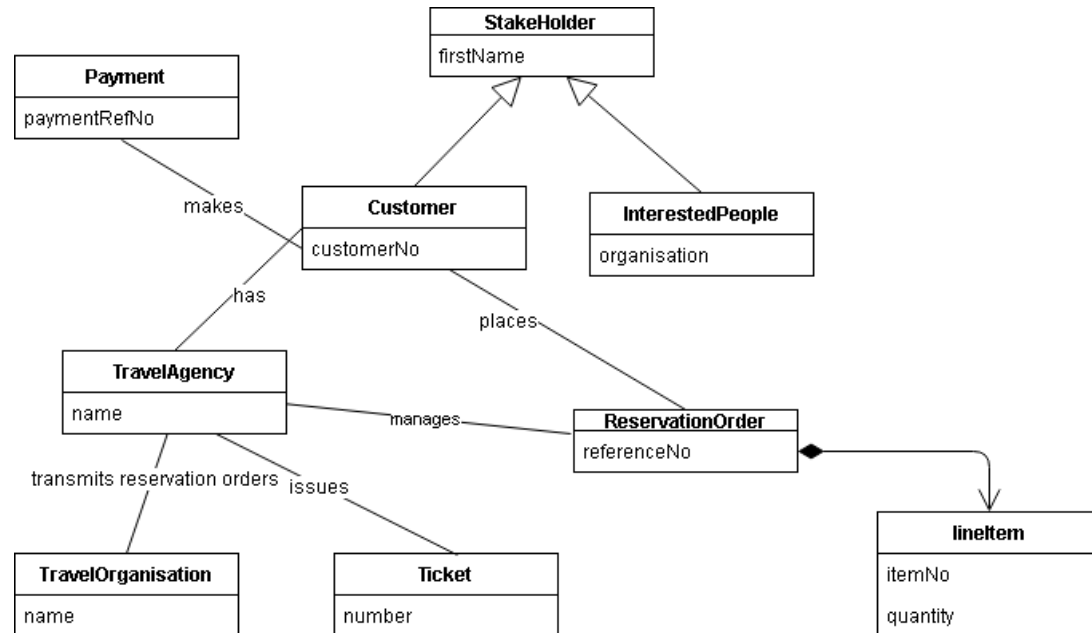 StakeHolder
firstName
Payment
paymentRefNo
makes
Customer
customerNo
InterestedPeople
organisation
has
places
TravelAgency
name
manages
ReservationOrder
referenceNo
transmits reservation orders
issues
lineItem
itemNo
quantity
TravelOrganisation
name
Ticket
number